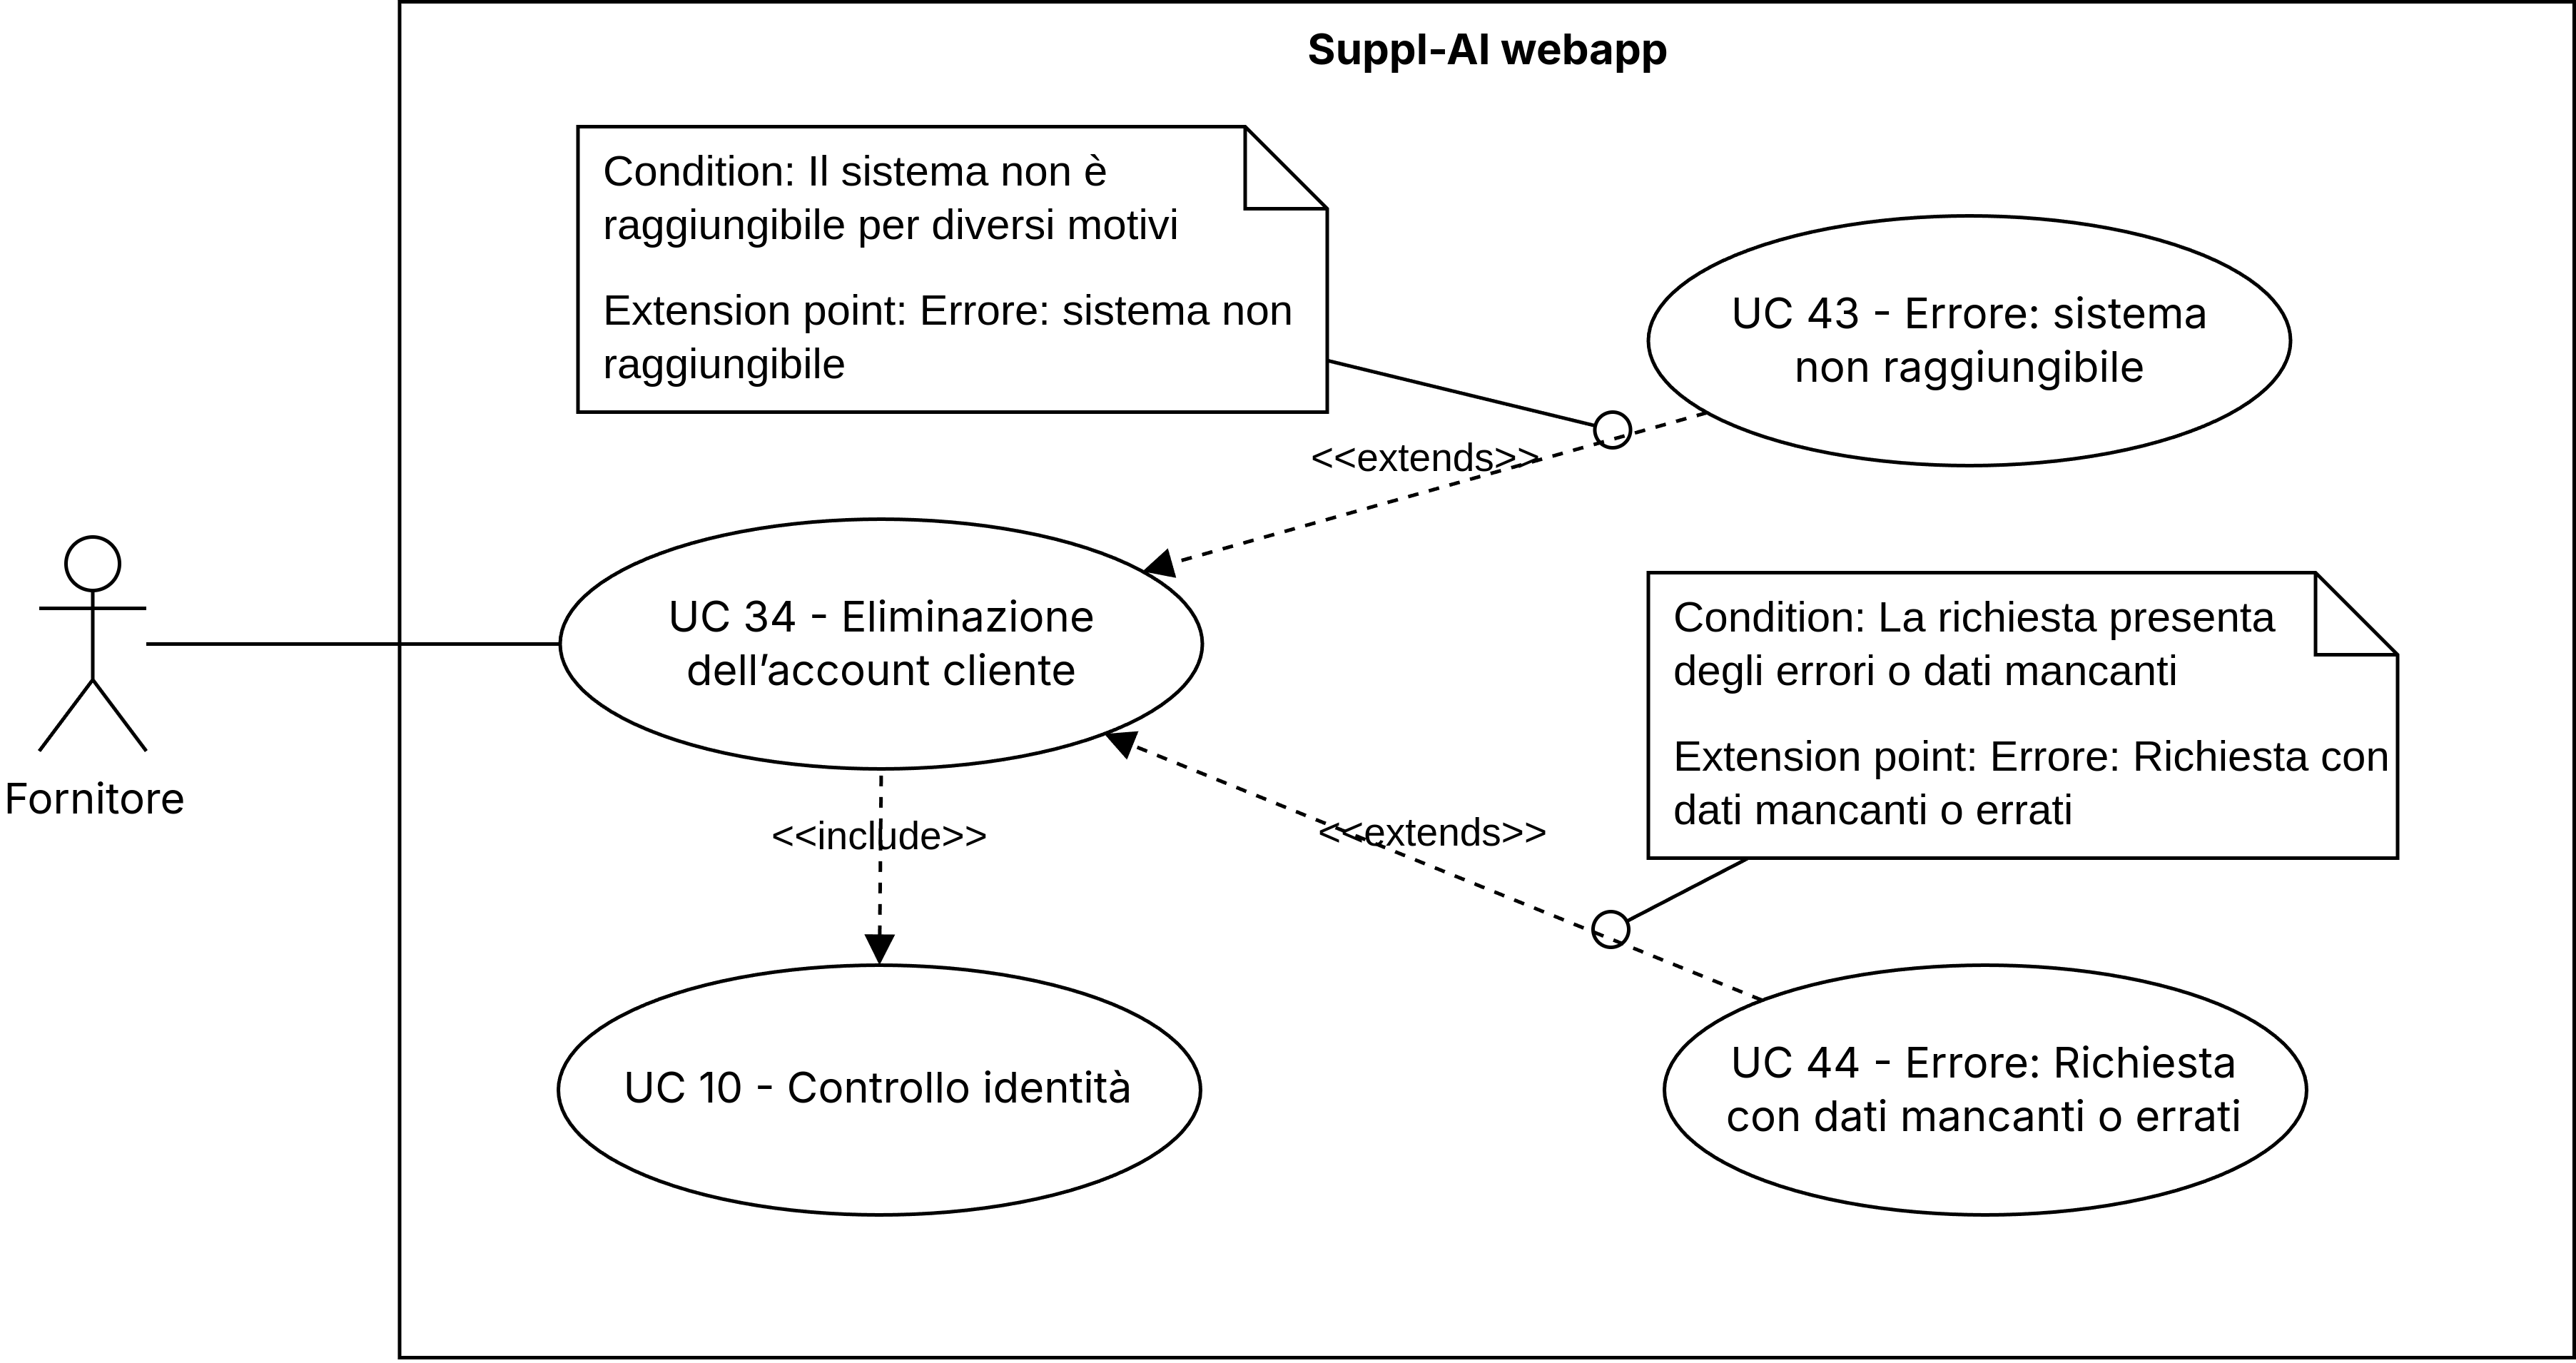 Suppl-AI webapp
Condition: Il sistema non è
raggiungibile per diversi motivi
Extension point: Errore: sistema non
raggiungibile
UC 43 - Errore: sistema
non raggiungibile
<<extends>>
UC 34 - Eliminazione
dell’account cliente
Condition: La richiesta presenta
degli errori o dati mancanti
Extension point: Errore: Richiesta con
dati mancanti o errati
Fornitore
<<include>>
<<extends>>
UC 10 - Controllo identità
UC 44 - Errore: Richiesta
con dati mancanti o errati